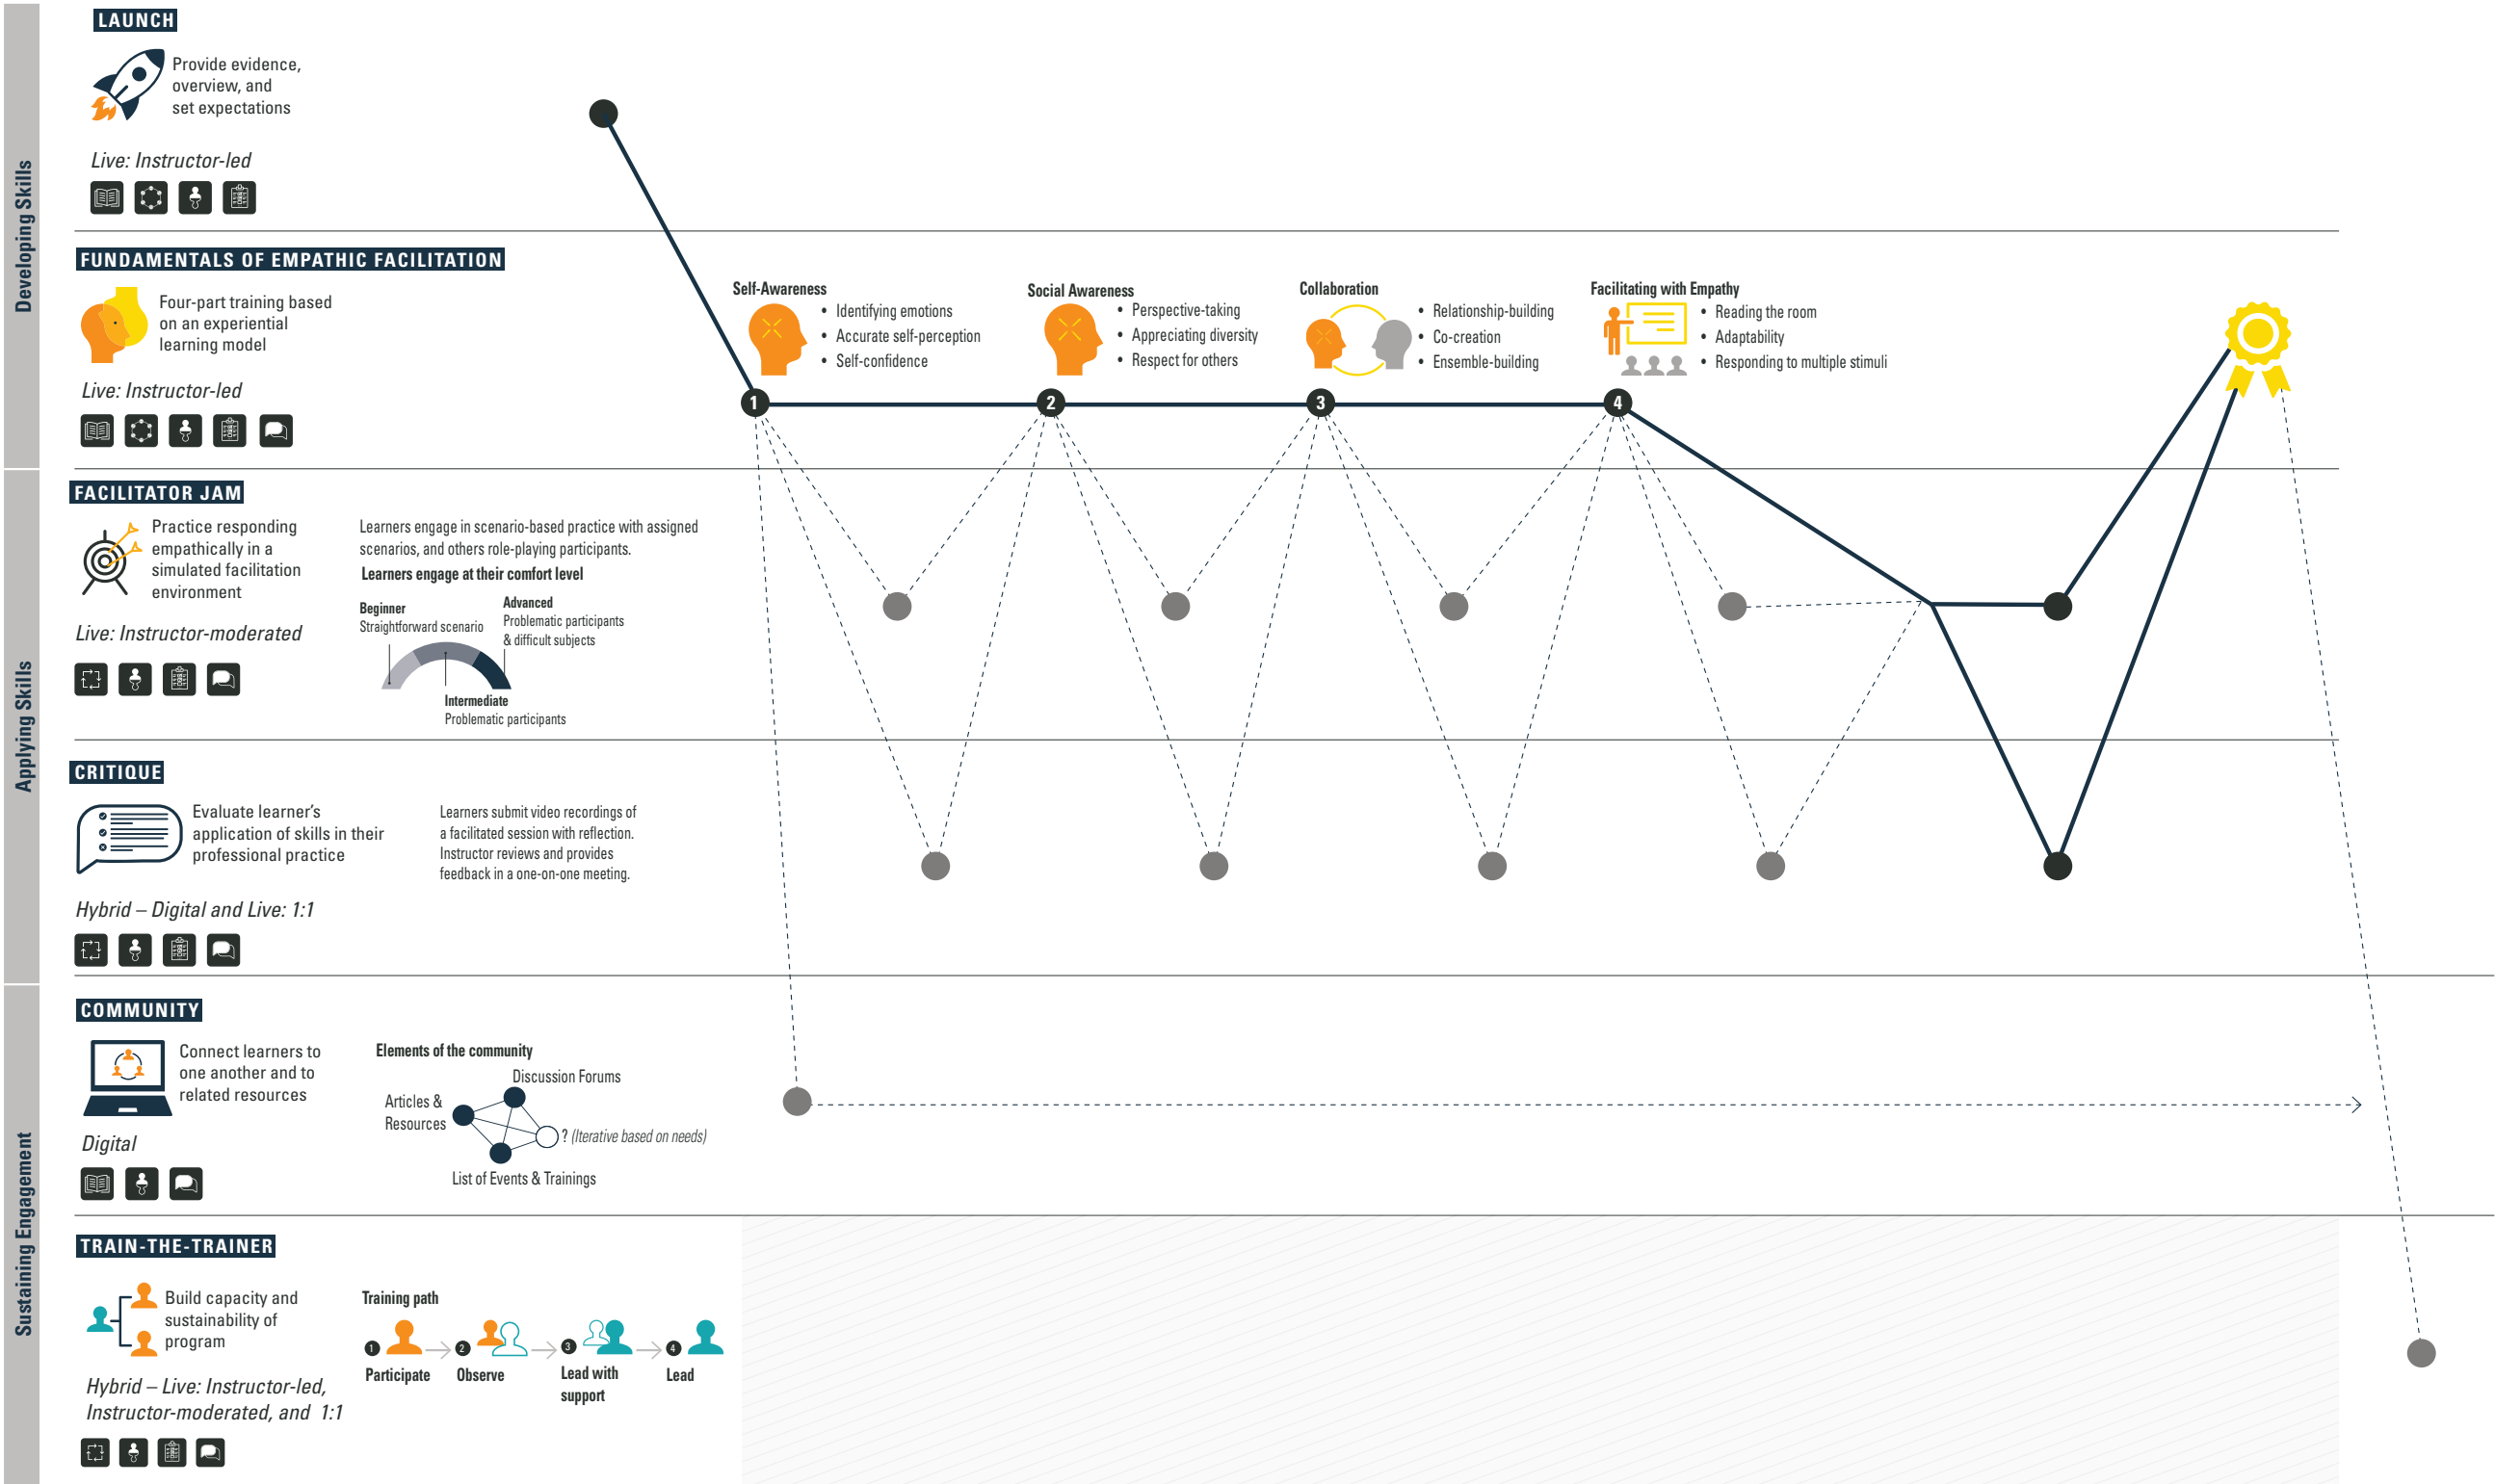 Developing Skills
LAUNCH
Provide evidence,
overview, and
set expectations
Live: Instructor-led
FUNDAMENTALS OF EMPATHIC FACILITATION
Four-part training based
on an experiential
learning model
Live: Instructor-led
Self-Awareness
• Identifying emotions
• Accurate self-perception
• Self-confidence
Social Awareness
• Perspective-taking
• Appreciating diversity
• Respect for others
Collaboration
• Relationship-building
• Co-creation
• Ensemble-building
Facilitating with Empathy
• Reading the room
• Adaptability
• Responding to multiple stimuli
1
2
3
4
Applying Skills
FACILITATOR JAM
Practice responding
empathically in a
simulated facilitation
environment
Live: Instructor-moderated
Learners engage in scenario-based practice with assigned
scenarios, and others role-playing participants.
Learners engage at their comfort level
Beginner
Straightforward scenario
Advanced
Problematic participants
& difficult subjects
Intermediate
Problematic participants
CRITIQUE
Evaluate learner's
application of skills in their
professional practice
Hybrid – Digital and Live: 1:1
Learners submit video recordings of
a facilitated session with reflection.
Instructor reviews and provides
feedback in a one-on-one meeting.
Sustaining Engagement
COMMUNITY
Connect learners to
one another and to
related resources
Digital
Elements of the community
Discussion Forums
Articles &
Resources
? (Iterative based on needs)
List of Events & Trainings
TRAIN-THE-TRAINER
Build capacity and
sustainability of
program
Hybrid – Live: Instructor-led,
Instructor-moderated, and 1:1
Training path
1
2
3
4
Participate
Observe
Lead with
support
Lead